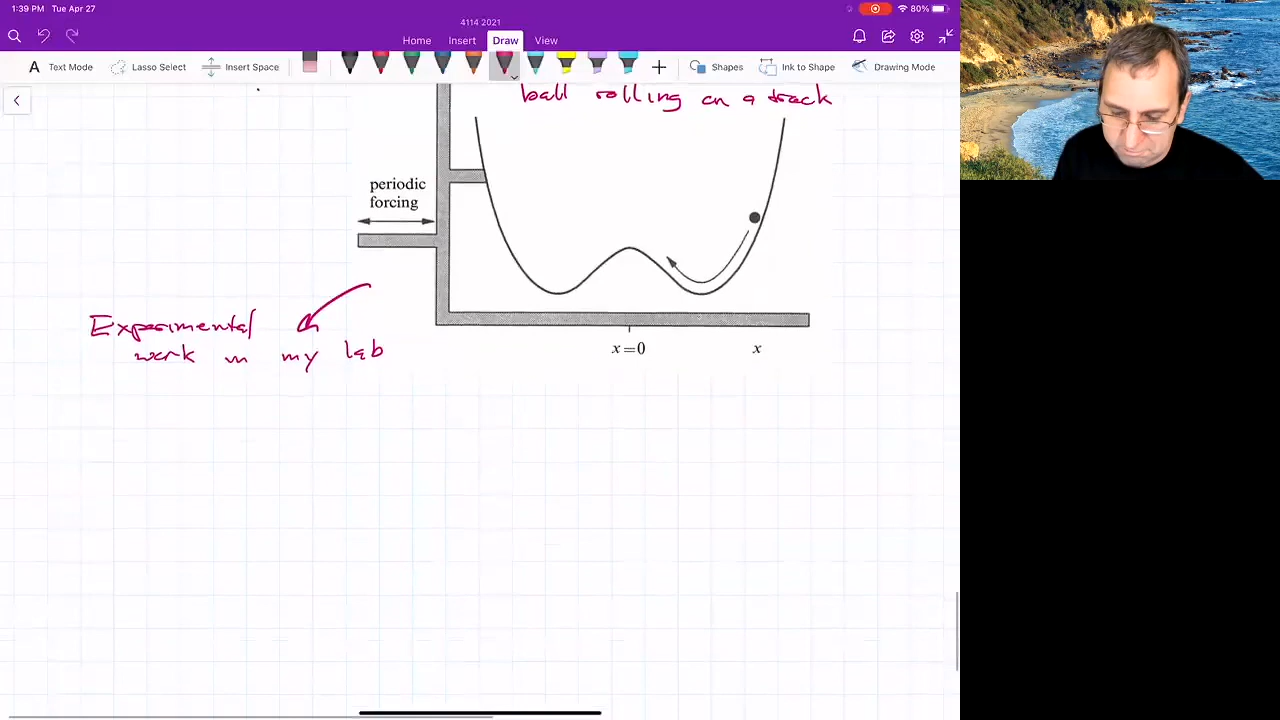 1:39 PM Tue Apr 27
80%
4114 2021
Home Insert Draw View
Text Mode Lasso Select Insert Space Shapes Ink to Shape Drawing Mode
ball rolling on a track
periodic
forcing
Experimental
work in my lab
x=0 x